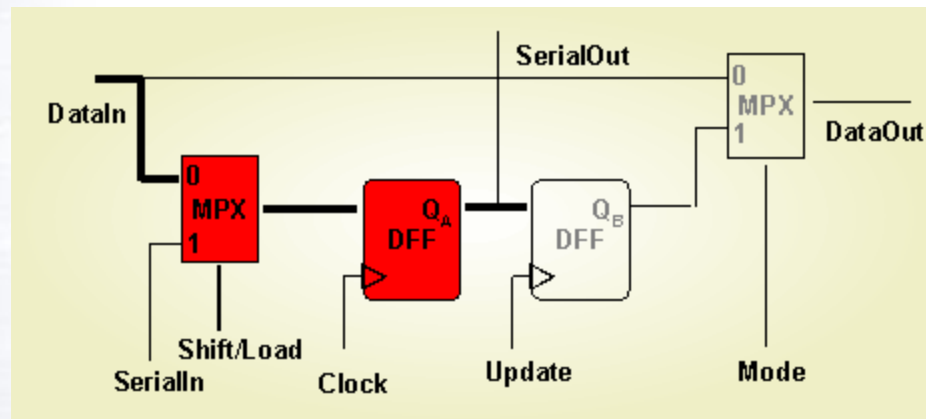 SerialOut
0
MPX
1
DataIn
DataOut
0
MPX
1
QA
DFF
QB
DFF
Shift/Load
SerialIn
Clock
Update
Mode